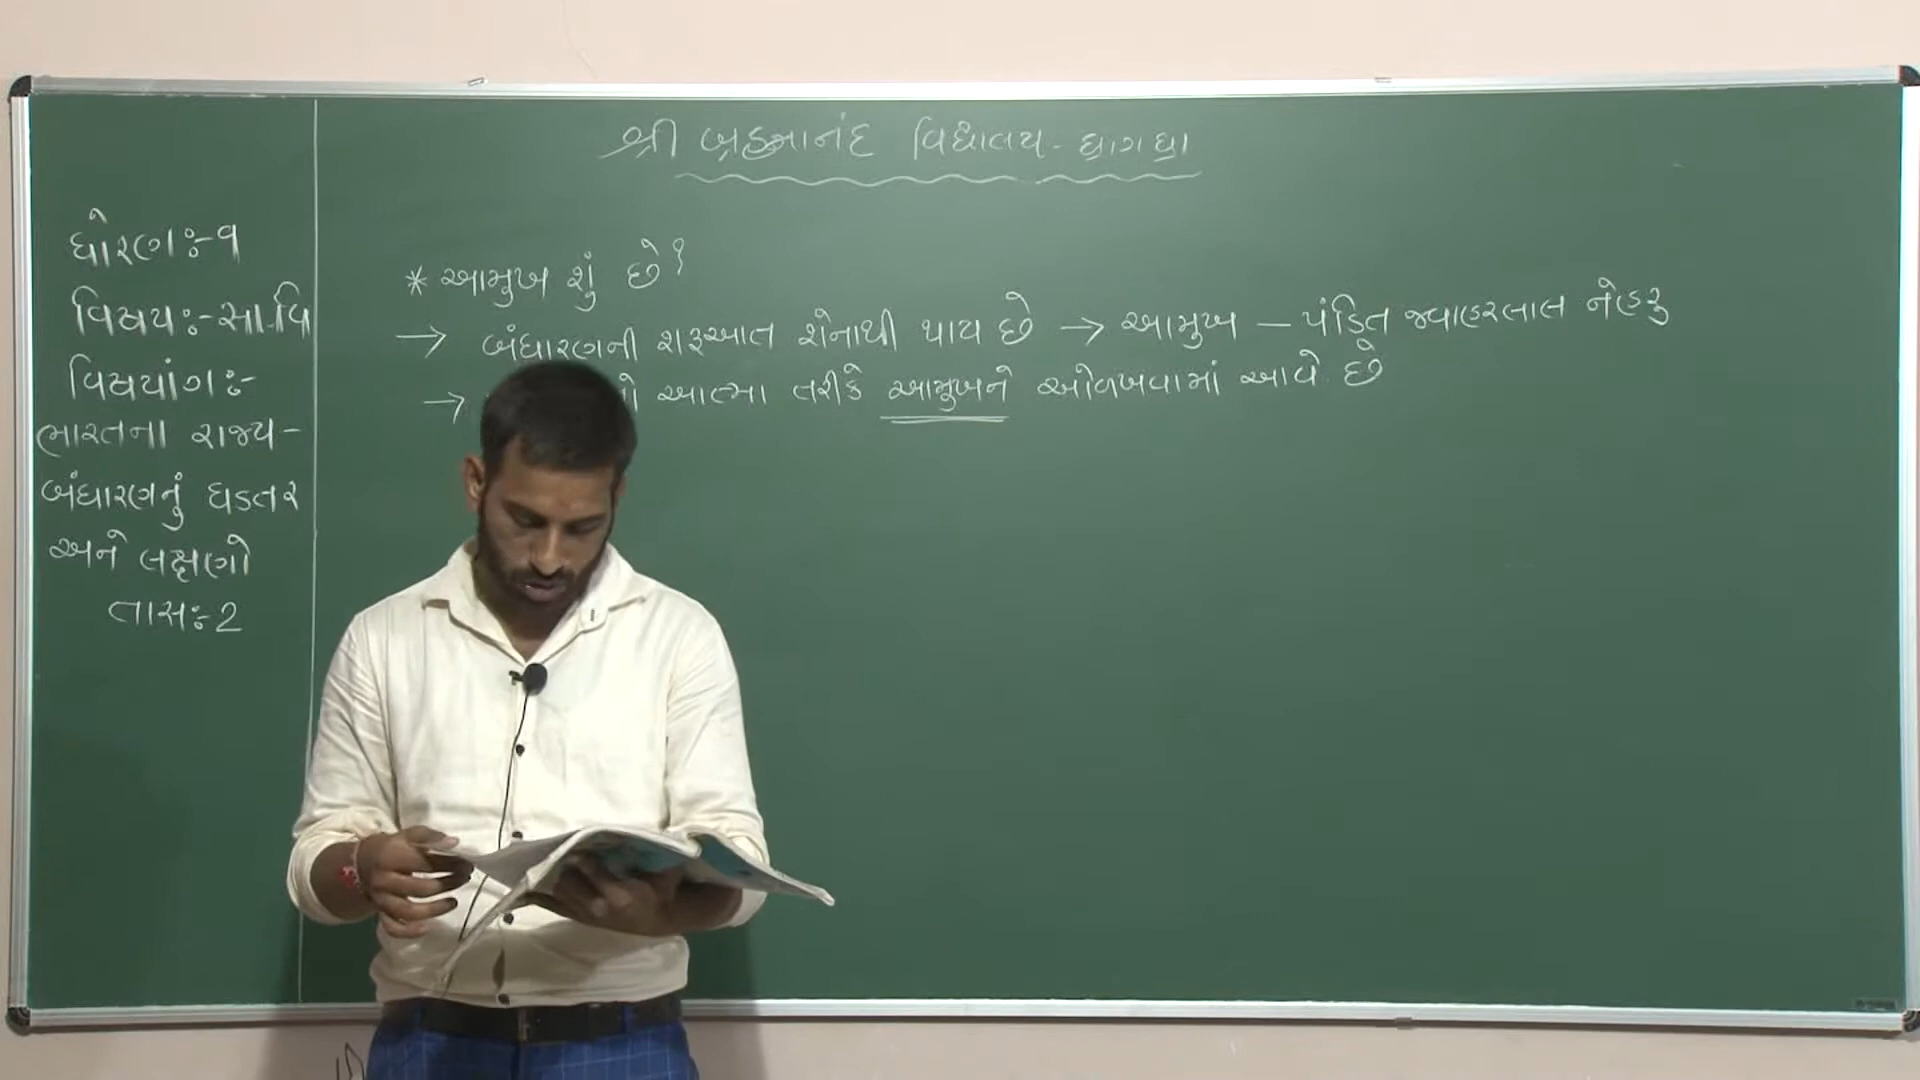 શ્રી બ્રહ્માનંદ વિદ્યાલય - ધ્રાગધ્રા
ધોરણ:- ૧
વિષય:- સા.વિ
વિષયાંગ:-
ભારતના રાજ્ય-
બંધારણનું ઘડતર
અને લક્ષણો
તાસ:- 2
* આમુખ શું છે?
→ બંધારણની શરૂઆત શેનાથી થાય છે → આમુખ – પંડિત જવાહરલાલ નેહરુ
→ આત્મા તરીકે આમુખને ઓળખવામાં આવે છે